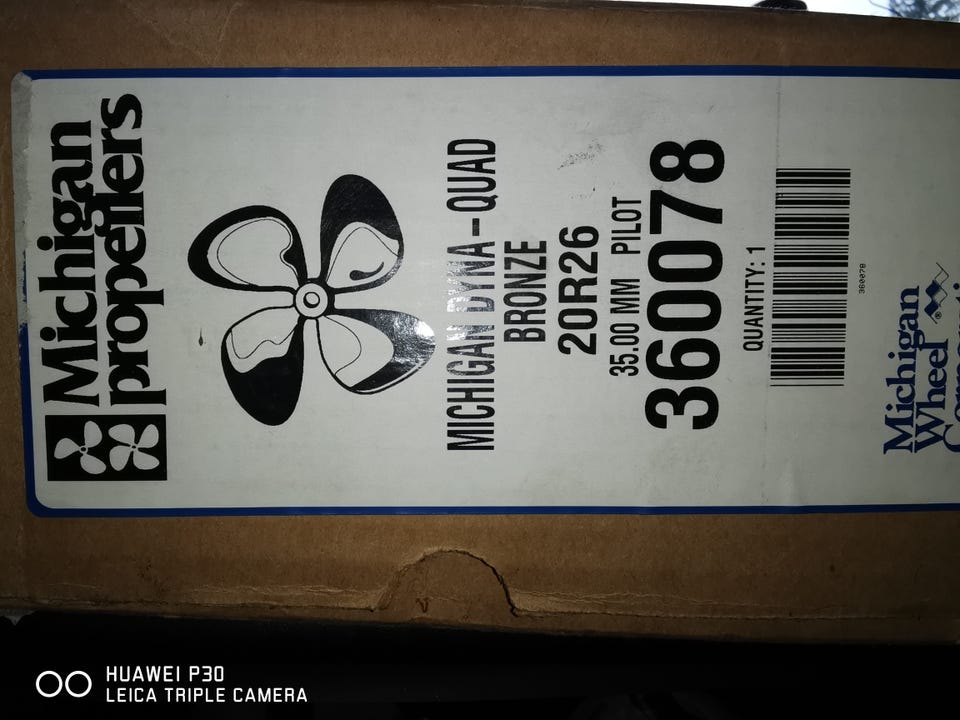 Michigan
propellers
MICHIGAN DYNA-QUAD
BRONZE
20R26
35.00 MM PILOT
360078
QUANTITY: 1
360078
Michigan
Wheel
HUAWEI P30
LEICA TRIPLE CAMERA